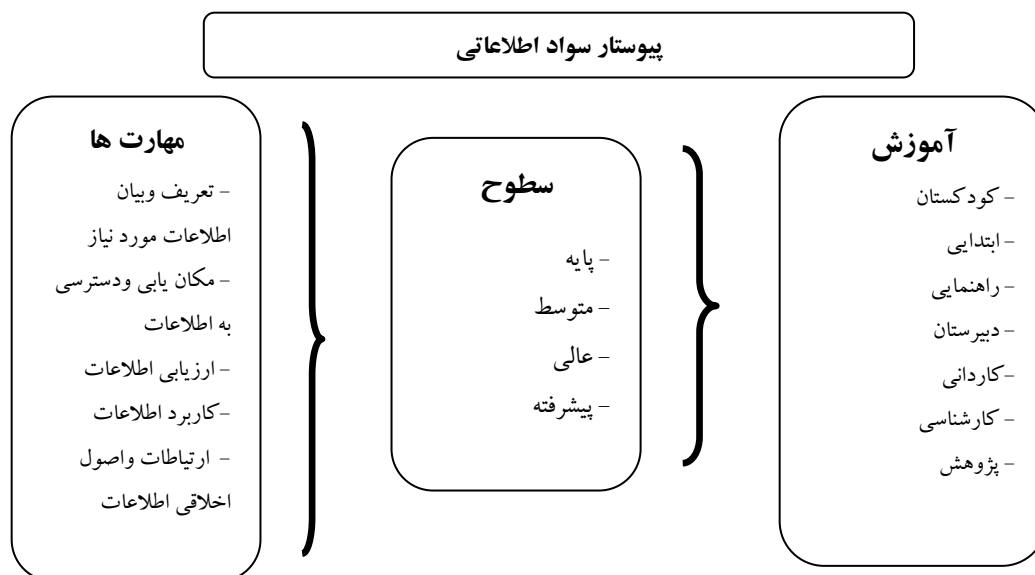 پیوستار سواد اطلاعاتی
آموزش
– کودکستان
– ابتدایی
– راهنمایی
– دبیرستان
–کاردانی
– کارشناسی
– پژوهش
سطوح
– پایه
– متوسط
– عالی
– پیشرفته
مهارت ها
– تعریف وبیان
اطلاعات مورد نیاز
– مکان یابی ودسترسی
به اطلاعات
– ارزیابی اطلاعات
–کاربرد اطلاعات
– ارتیاطات واصول
اخلاقی اطلاعات